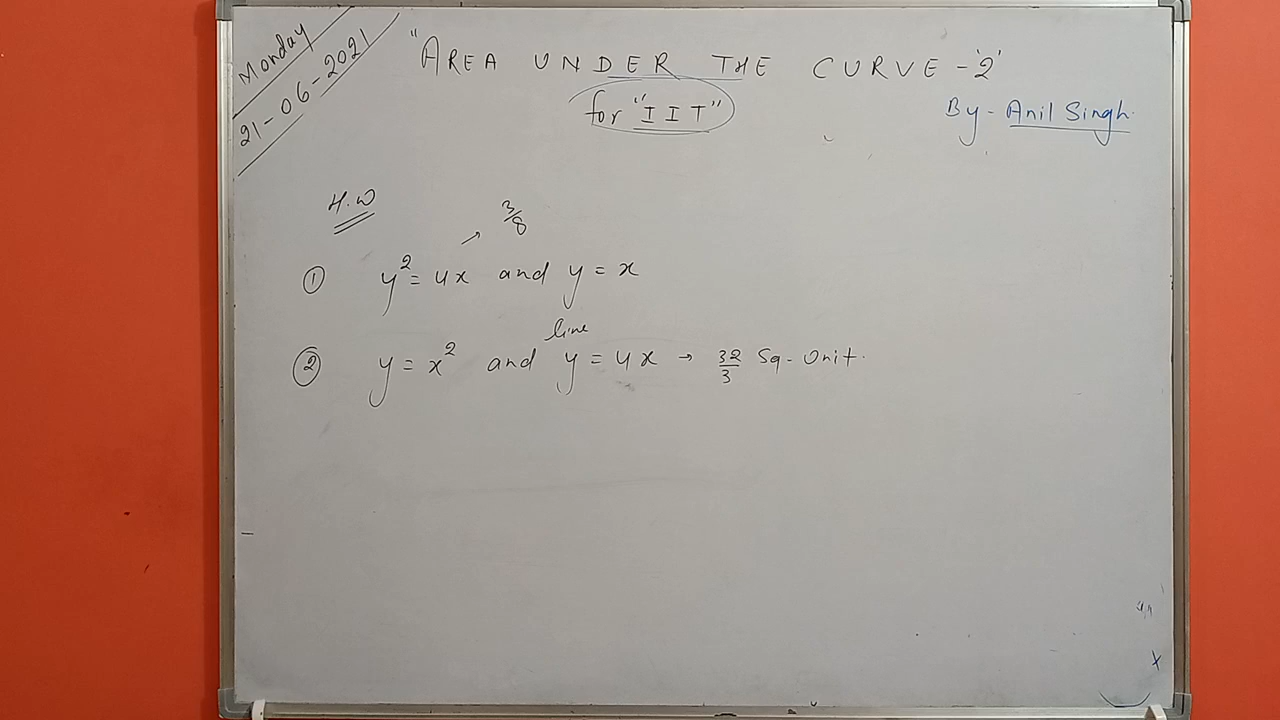 Monday
21-06-2021
"AREA UNDER THE CURVE-'2'
for "IIT"
By- Anil Singh.
H.W
3/8
① y² = 4x → and y = x
line
② y = x² and y = 4x → 32/3 Sq-Unit.